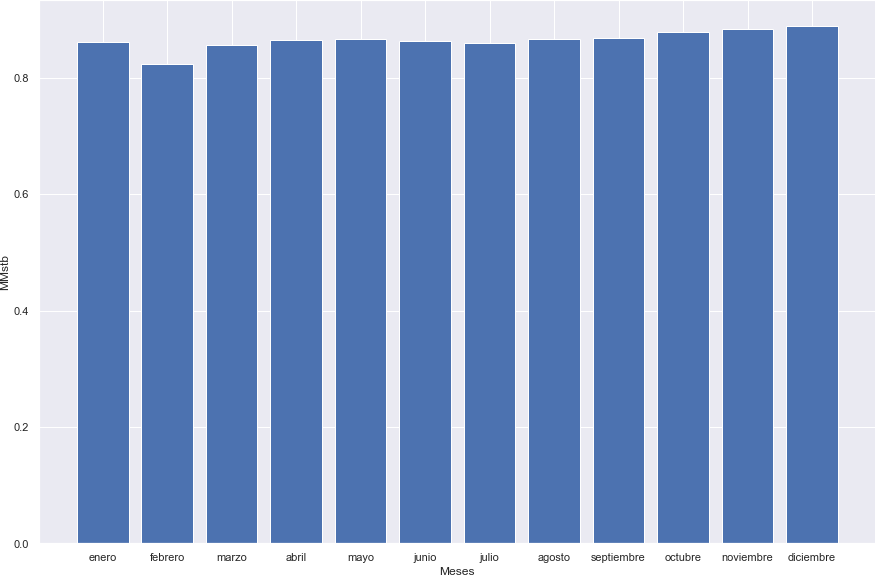 0.8
0.6
MMstb
0.4
0.2
0.0
enero febrero marzo abril mayo junio julio agosto septiembre octubre noviembre diciembre
Meses